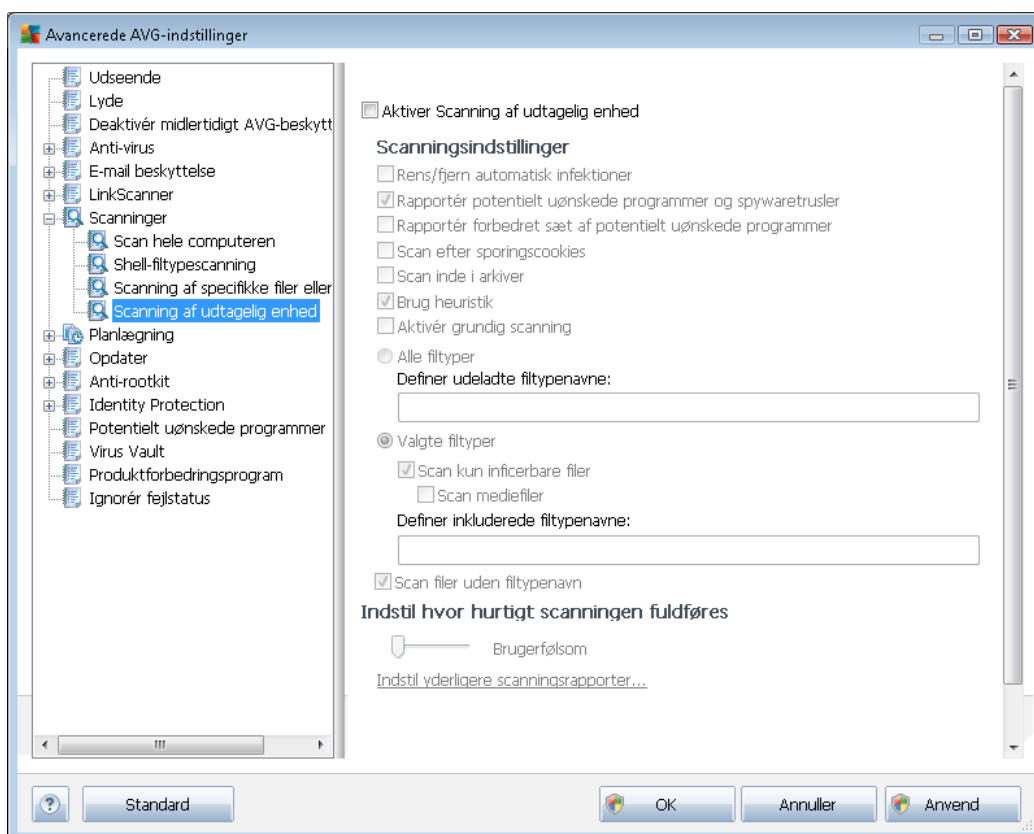 Avancerede AVG-indstillinger
Udseende
Lyde
Deaktivér midlertidigt AVG-beskytt
Anti-virus
E-mail beskyttelse
LinkScanner
Scanninger
Scan hele computeren
Shell-filtypescanning
Scanning af specifikke filer eller
Scanning af udtagelig enhed
Planlægning
Opdater
Anti-rootkit
Identity Protection
Potentielt uønskede programmer
Virus Vault
Produktforbedringsprogram
Ignorér fejlstatus
Aktiver Scanning af udtagelig enhed
Scanningsindstillinger
Rens/fjern automatisk infektioner
Rapportér potentielt uønskede programmer og spywaretrusler
Rapportér forbedret sæt af potentielt uønskede programmer
Scan efter sporingscookies
Scan inde i arkiver
Brug heuristik
Aktivér grundig scanning
Alle filtyper
Definer udeladte filtypenavne:
Valgte filtyper
Scan kun inficerbare filer
Scan mediefiler
Definer inkluderede filtypenavne:
Scan filer uden filtypenavn
Indstil hvor hurtigt scanningen fuldføres
Brugerfølsom
Indstil yderligere scanningsrapporter...
? Standard OK Annuller Anvend